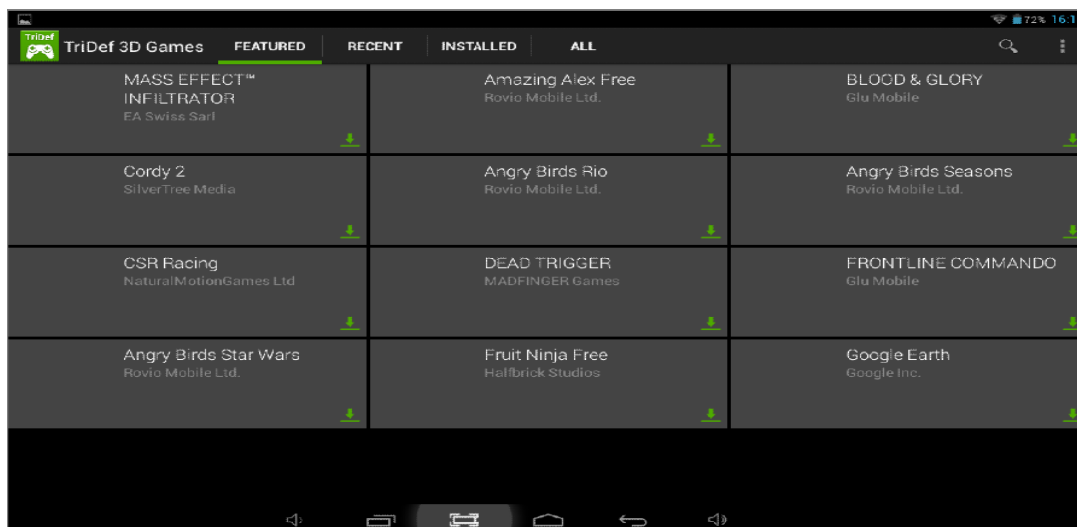 72% 16:1
TriDef
TriDef 3D Games FEATURED RECENT INSTALLED ALL
MASS EFFECT™
INFILTRATOR
EA Swiss Sarl
Amazing Alex Free
Rovio Mobile Ltd.
BLOOD & GLORY
Glu Mobile
Cordy 2
SilverTree Media
Angry Birds Rio
Rovio Mobile Ltd.
Angry Birds Seasons
Rovio Mobile Ltd.
CSR Racing
NaturalMotionGames Ltd
DEAD TRIGGER
MADFINGER Games
FRONTLINE COMMANDO
Glu Mobile
Angry Birds Star Wars
Rovio Mobile Ltd.
Fruit Ninja Free
Halfbrick Studios
Google Earth
Google Inc.